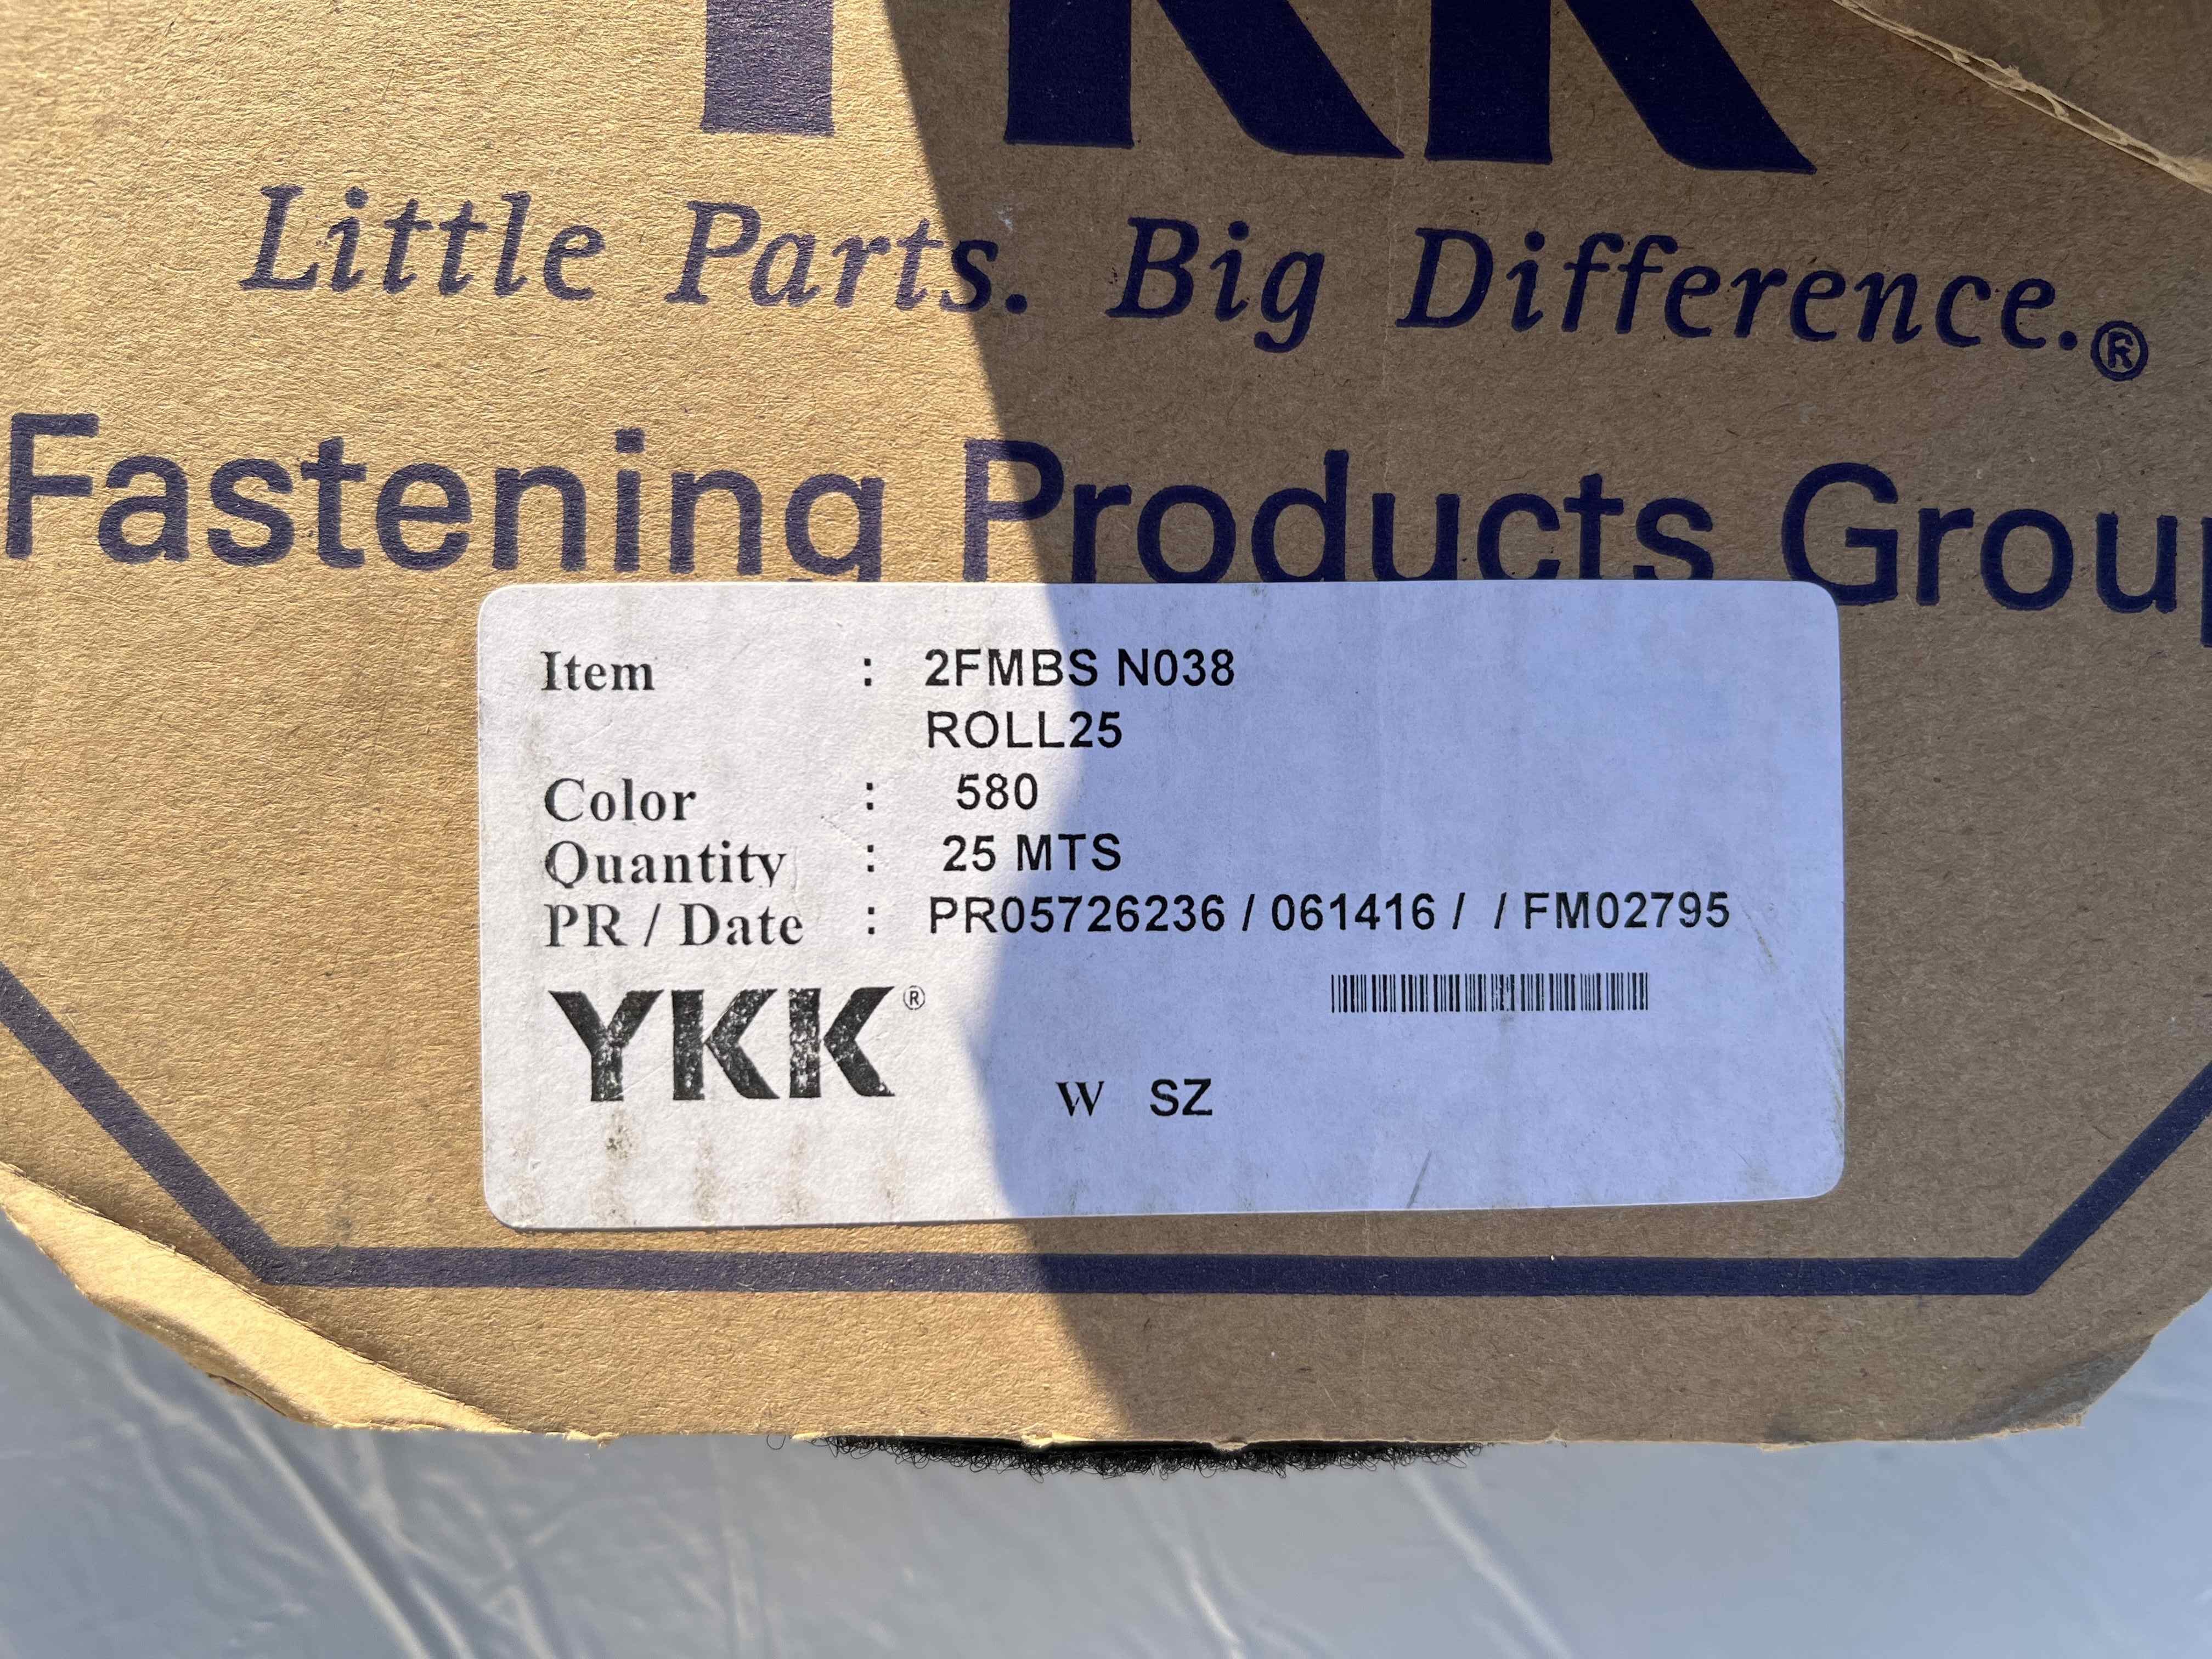 YKK
Little Parts. Big Difference.®
Fastening Products Group
Item : 2FMBS N038
ROLL25
Color : 580
Quantity : 25 MTS
PR / Date : PR05726236 / 061416 / / FM02795
YKK®
W SZ